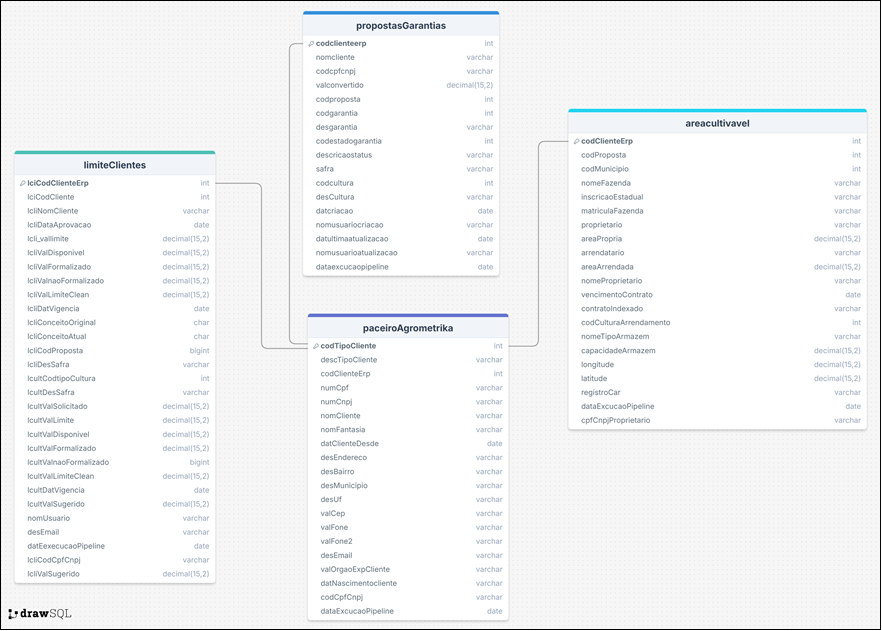 propostasGarantias
codclienteerp int
nomcliente varchar
codcpfcnpj varchar
valconvertido decimal(15,2)
codproposta int
codgarantia int
desgarantia varchar
codestadogarantia int
descricaostatus varchar
safra varchar
codcultura int
desCultura varchar
datcriacao date
nomusuariocriacao varchar
datultimaatualizacao date
nomusuarioatualizacao varchar
dataexcucaopipeline date
areacultivavel
codClienteErp int
codProposta int
codMunicipio int
nomeFazenda varchar
inscricaoEstadual varchar
matriculaFazenda varchar
proprietario varchar
areaPropria decimal(15,2)
arrendatario varchar
areaArrendada decimal(15,2)
nomeProprietario varchar
vencimentoContrato date
contratoIndexado varchar
codCulturaArrendamento int
nomeTipoArmazem varchar
capacidadeArmazem decimal(15,2)
longitude decimal(15,2)
latitude decimal(15,2)
registroCar varchar
dataExcucaoPipeline date
cpfCnpjProprietario varchar
limiteClientes
lciCodClienteErp int
lciCodCliente int
lcliNomCliente varchar
lcliDataAprovacao date
lcli_vallimite decimal(15,2)
lcliValDisponivel decimal(15,2)
lcliValFormalizado decimal(15,2)
lcliValnaoFormalizado decimal(15,2)
lcliValLimiteClean decimal(15,2)
lcliDatVigencia date
lcliConceitoOriginal char
lcliConceitoAtual char
lcliCodProposta bigint
lcliDesSafra varchar
lcultCodtipoCultura int
lcultDesSafra varchar
lcultValSolicitado decimal(15,2)
lcultValLimite decimal(15,2)
lcultValDisponivel decimal(15,2)
lcultValFormalizado decimal(15,2)
lcultValnaoFormalizado bigint
lcultValLimiteClean decimal(15,2)
lcultDatVigencia date
lcultValSugerido decimal(15,2)
nomUsuario varchar
desEmail varchar
datEexecucaoPipeline date
lcliCodCpfCnpj varchar
lcliValSugerido decimal(15,2)
paceiroAgrometrika
codTipoCliente int
descTipoCliente varchar
codClienteErp int
numCpf varchar
numCnpj varchar
nomCliente varchar
nomFantasia varchar
datClienteDesde date
desEndereco varchar
desBairro varchar
desMunicipio varchar
desUf varchar
valCep varchar
valFone varchar
valFone2 varchar
desEmail varchar
valOrgaoExpCliente varchar
datNascimentocliente varchar
codCpfCnpj varchar
dataExcucaoPipeline date
drawSQL